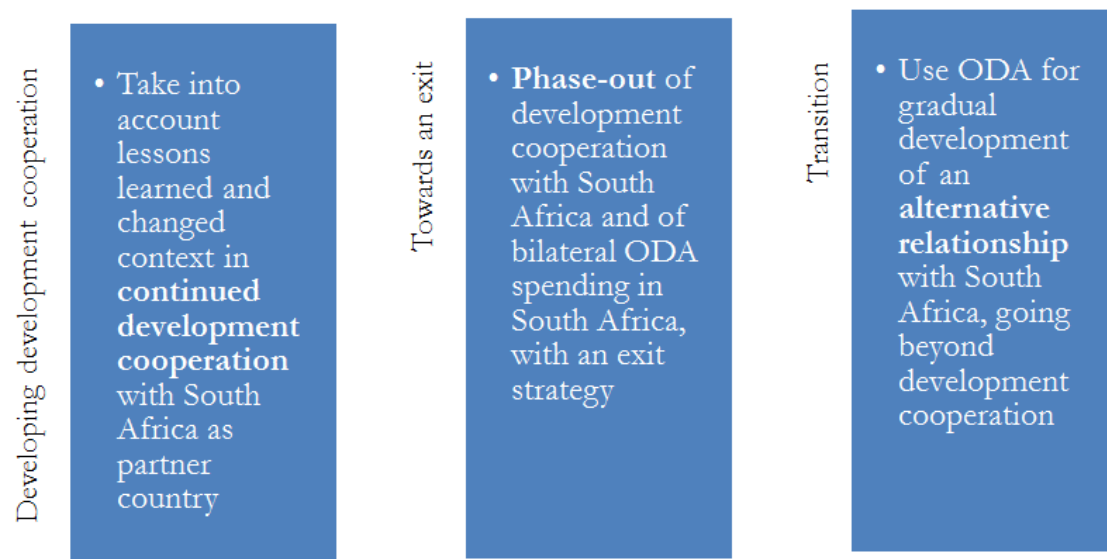 Developing development cooperation
• Take into
account
lessons
learned and
changed
context in
continued
development
cooperation
with South
Africa as
partner
country
Towards an exit
• Phase-out of
development
cooperation
with South
Africa and of
bilateral ODA
spending in
South Africa,
with an exit
strategy
Transition
• Use ODA for
gradual
development
of an
alternative
relationship
with South
Africa, going
beyond
development
cooperation